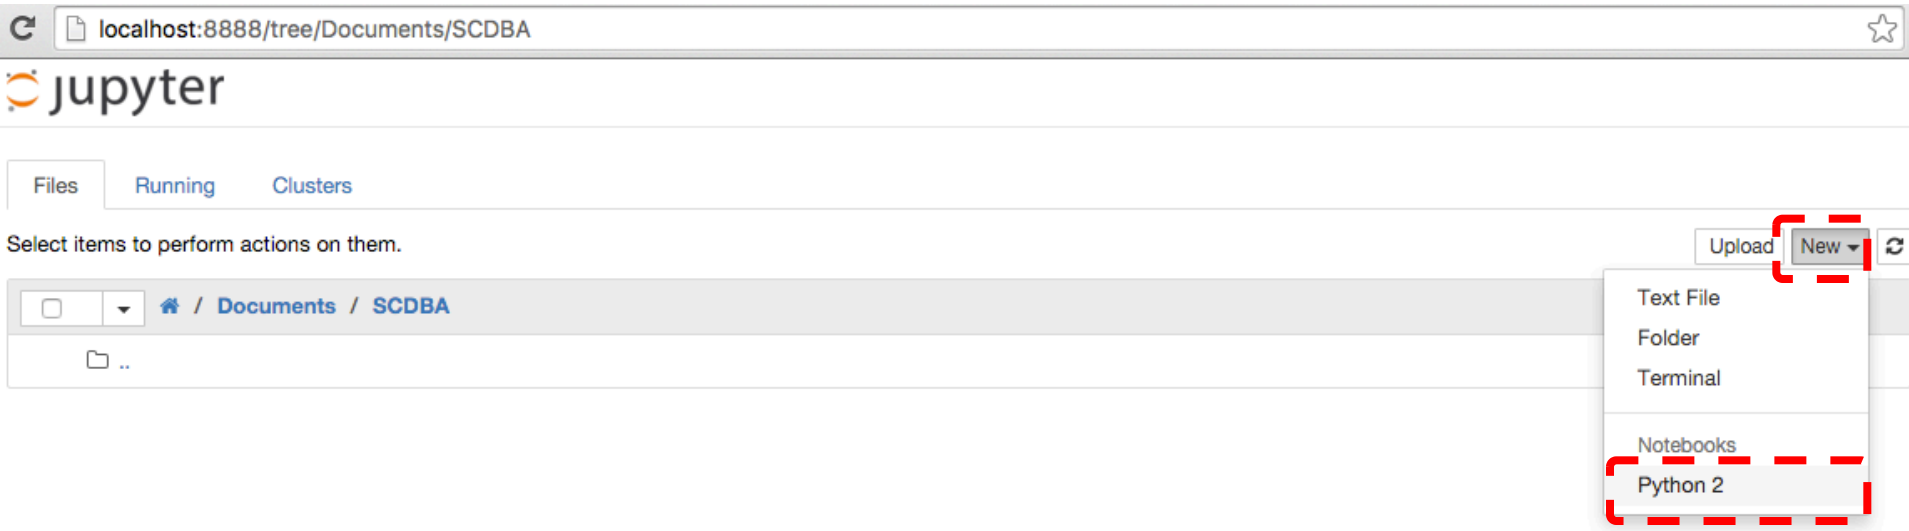 localhost:8888/tree/Documents/SCDBA
jupyter
Files Running Clusters
Select items to perform actions on them.
Upload New
/ Documents / SCDBA
..
Text File
Folder
Terminal
Notebooks
Python 2